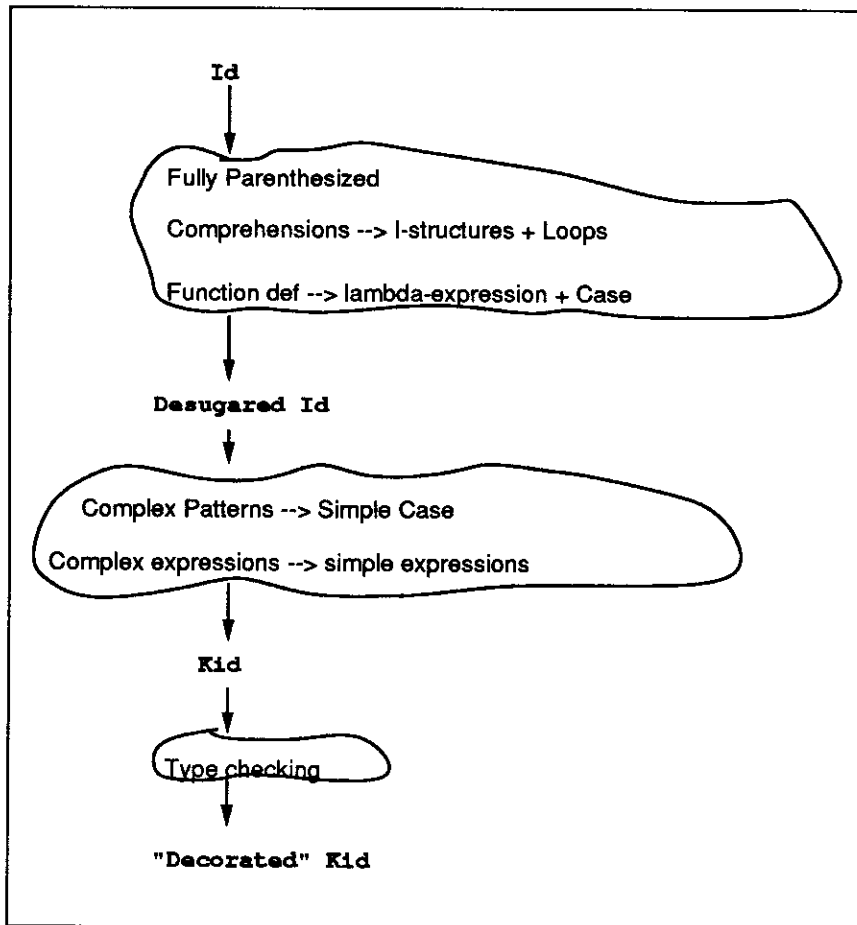 Id
Fully Parenthesized
Comprehensions --> I-structures + Loops
Function def --> lambda-expression + Case
Desugared Id
Complex Patterns --> Simple Case
Complex expressions --> simple expressions
Kid
Type checking
"Decorated" Kid